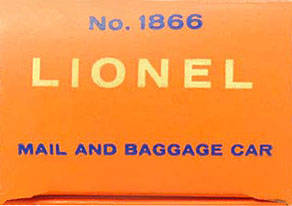 No. 1866
LIONEL
MAIL AND BAGGAGE CAR